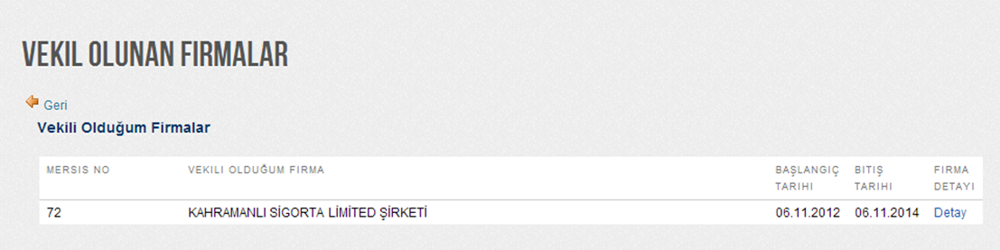 VEKIL OLUNAN FIRMALAR
Geri
Vekili Olduğum Firmalar
MERSIS NO VEKILI OLDUĞUM FIRMA BAŞLANGIÇ TARIHI BITIŞ TARIHI FIRMA DETAYI
72 KAHRAMANLI SİGORTA LİMİTED ŞİRKETİ 06.11.2012 06.11.2014 Detay